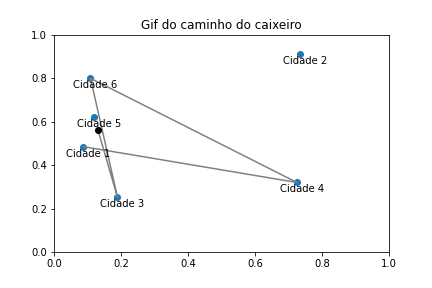 Gif do caminho do caixeiro
1.0
0.8
0.6
0.4
0.2
0.0
Cidade 2
Cidade 6
Cidade 5
Cidade 1
Cidade 4
Cidade 3
0.0 0.2 0.4 0.6 0.8 1.0